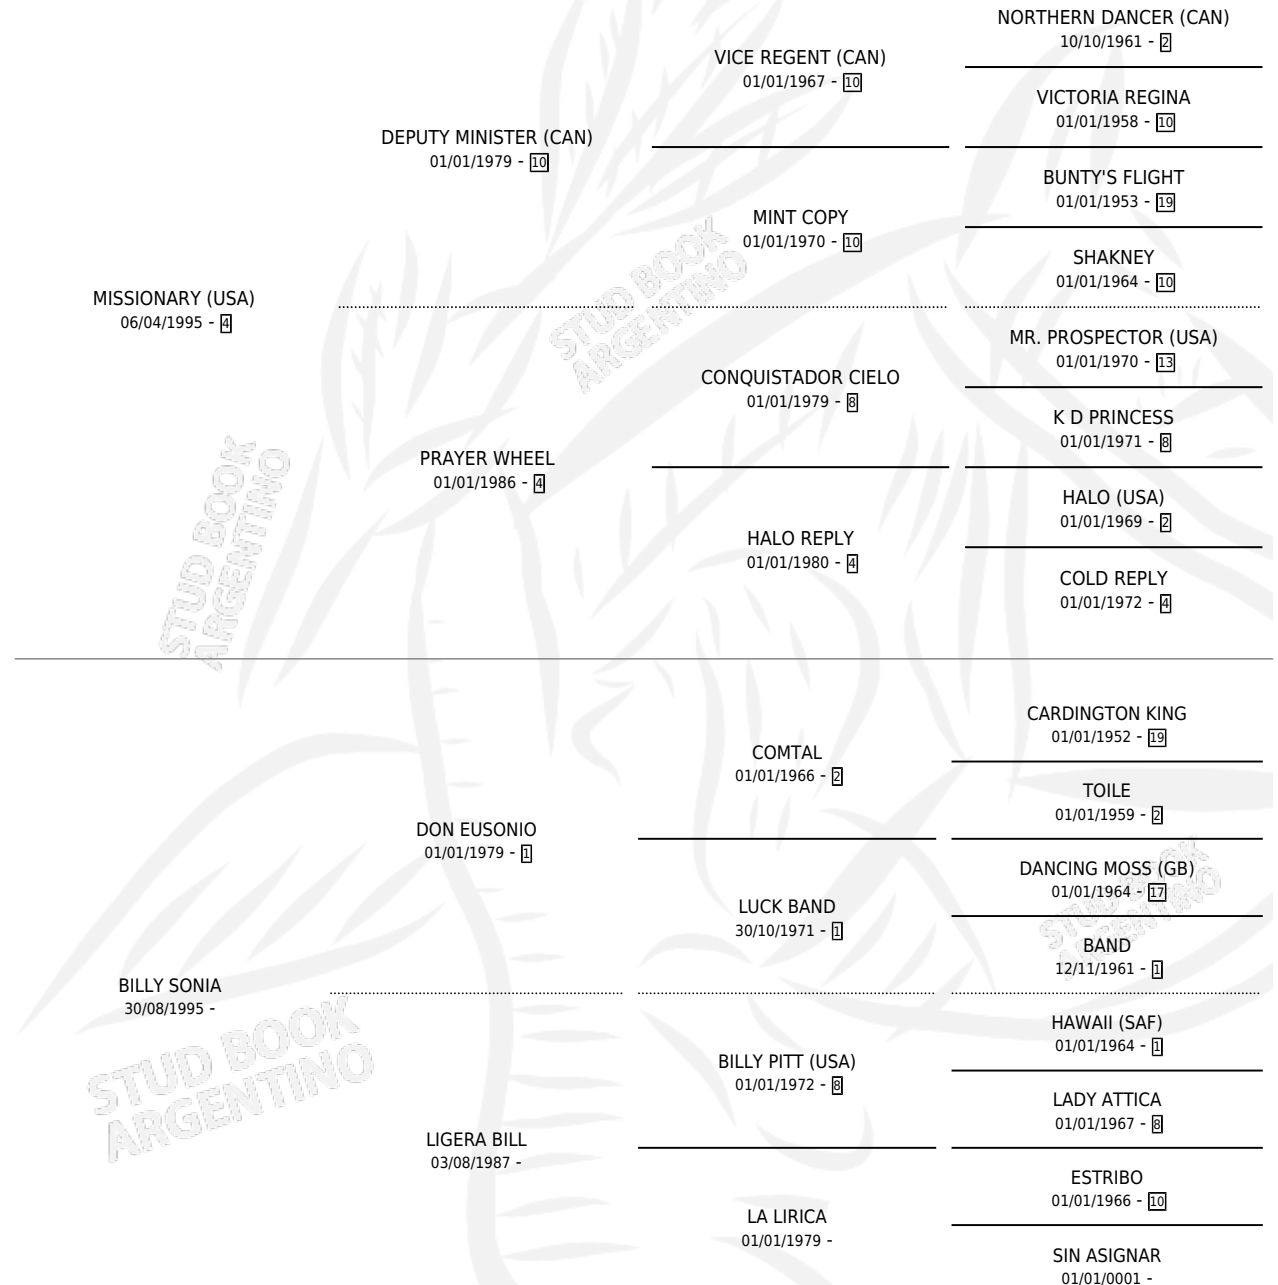 NORTHERN DANCER (CAN)
10/10/1961 - 2
VICE REGENT (CAN)
01/01/1967 - 10
VICTORIA REGINA
01/01/1958 - 10
DEPUTY MINISTER (CAN)
01/01/1979 - 10
BUNTY'S FLIGHT
01/01/1953 - 19
MINT COPY
01/01/1970 - 10
SHAKNEY
01/01/1964 - 10
MISSIONARY (USA)
06/04/1995 - 4
MR. PROSPECTOR (USA)
01/01/1970 - 13
CONQUISTADOR CIELO
01/01/1979 - 8
K D PRINCESS
01/01/1971 - 8
PRAYER WHEEL
01/01/1986 - 4
HALO (USA)
01/01/1969 - 2
HALO REPLY
01/01/1980 - 4
COLD REPLY
01/01/1972 - 4
CARDINGTON KING
01/01/1952 - 19
COMTAL
01/01/1966 - 2
TOILE
01/01/1959 - 2
DON EUSONIO
01/01/1979 - 1
DANCING MOSS (GB)
01/01/1964 - 17
LUCK BAND
30/10/1971 - 1
BAND
12/11/1961 - 1
BILLY SONIA
30/08/1995 -
HAWAII (SAF)
01/01/1964 - 1
BILLY PITT (USA)
01/01/1972 - 8
LADY ATTICA
01/01/1967 - 8
LIGERA BILL
03/08/1987 -
ESTRIBO
01/01/1966 - 10
LA LIRICA
01/01/1979 -
SIN ASIGNAR
01/01/0001 -
STUD BOOK
ARGENTINO
STUD BOOK
ARGENTINO
STUD BOOK
ARGENTINO
STUD BOOK
ARGENTINO